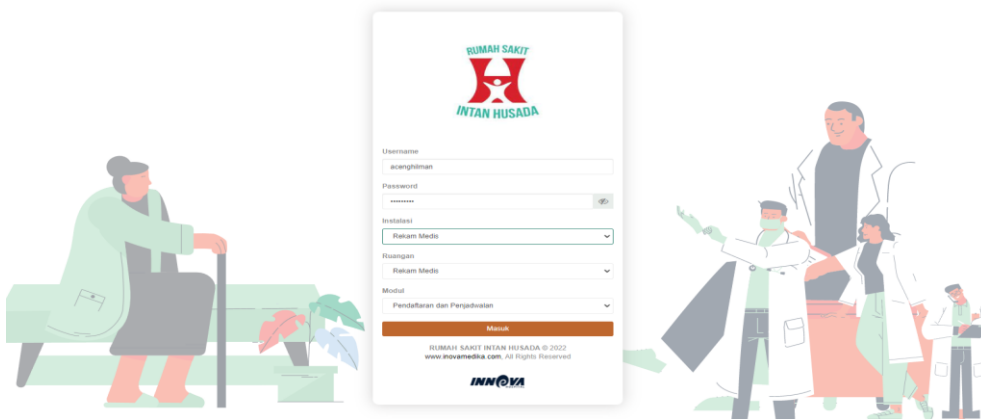 RUMAH SAKIT
INTAN HUSADA
Username
acenghilman
Password
•••••••••
Instalasi
Rekam Medis
Ruangan
Rekam Medis
Modul
Pendaftaran dan Penjadwalan
Masuk
RUMAH SAKIT INTAN HUSADA © 2022
www.inovamedika.com, All Rights Reserved
INNOVA